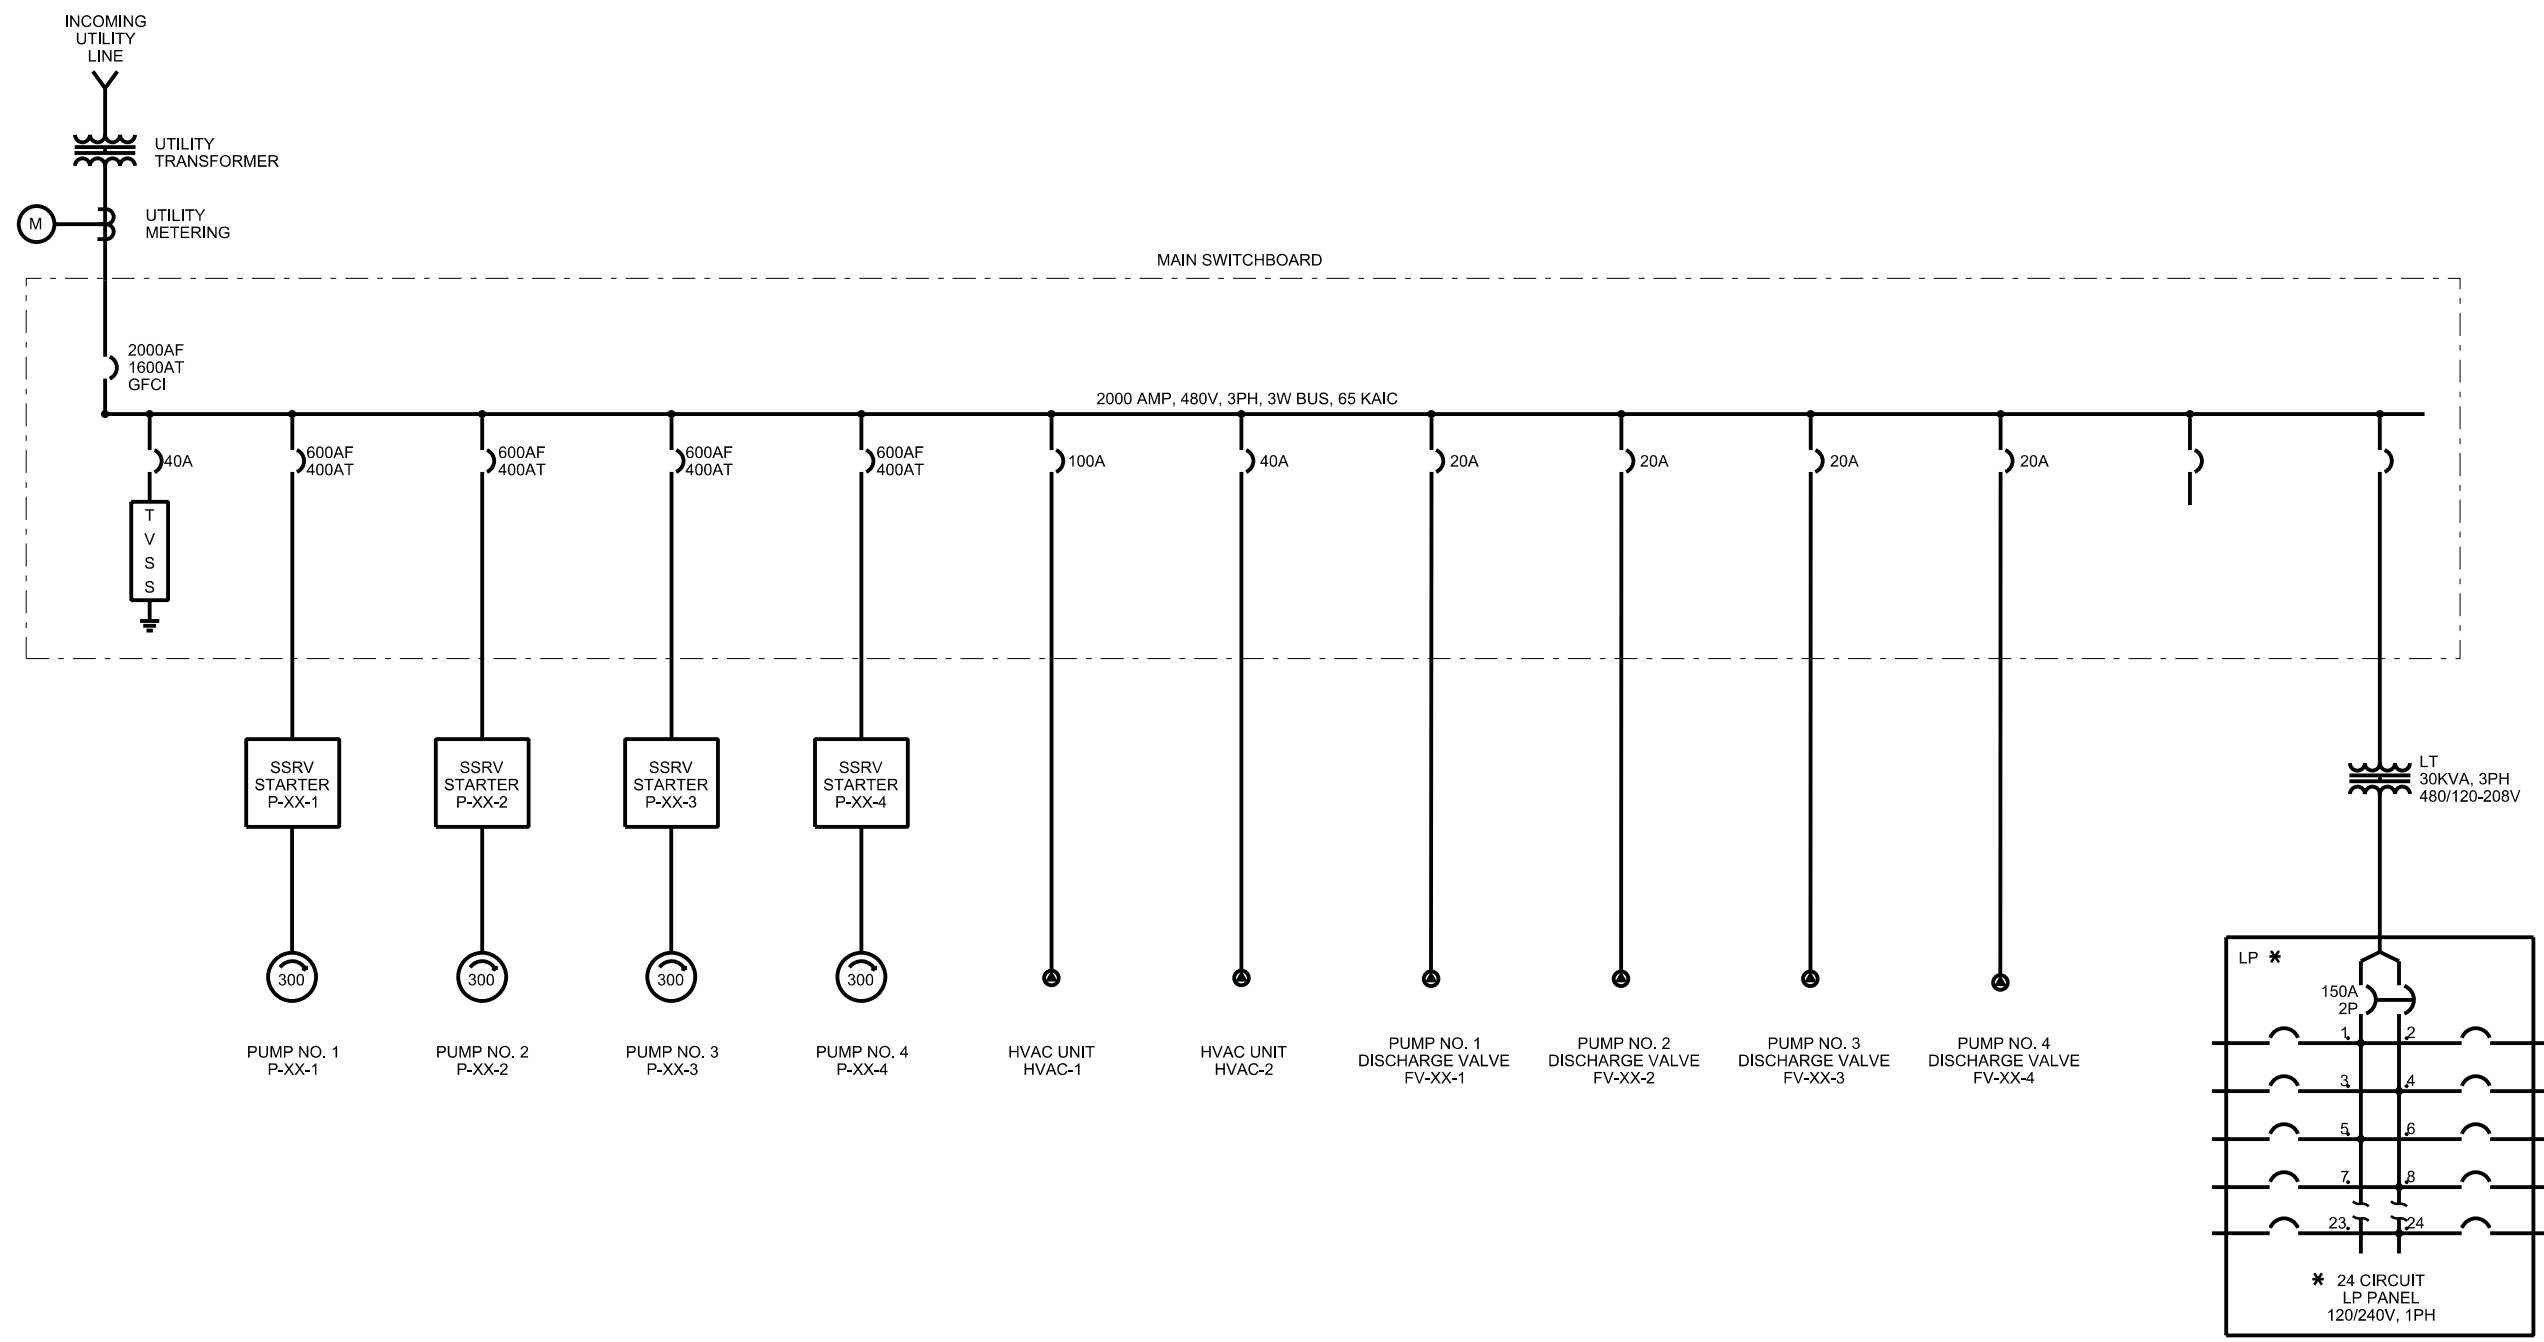 INCOMING
UTILITY
LINE
UTILITY
TRANSFORMER
M
UTILITY
METERING
MAIN SWITCHBOARD
2000AF
1600AT
GFCI
2000 AMP, 480V, 3PH, 3W BUS, 65 KAIC
40A
600AF
400AT
600AF
400AT
600AF
400AT
600AF
400AT
100A
40A
20A
20A
20A
20A
T
V
S
S
SSRV
STARTER
P-XX-1
SSRV
STARTER
P-XX-2
SSRV
STARTER
P-XX-3
SSRV
STARTER
P-XX-4
LT
30KVA, 3PH
480/120-208V
300
300
300
300
PUMP NO. 1
P-XX-1
PUMP NO. 2
P-XX-2
PUMP NO. 3
P-XX-3
PUMP NO. 4
P-XX-4
HVAC UNIT
HVAC-1
HVAC UNIT
HVAC-2
PUMP NO. 1
DISCHARGE VALVE
FV-XX-1
PUMP NO. 2
DISCHARGE VALVE
FV-XX-2
PUMP NO. 3
DISCHARGE VALVE
FV-XX-3
PUMP NO. 4
DISCHARGE VALVE
FV-XX-4
LP *
150A
2P
1 2
3 4
5 6
7 8
23 24
* 24 CIRCUIT
LP PANEL
120/240V, 1PH